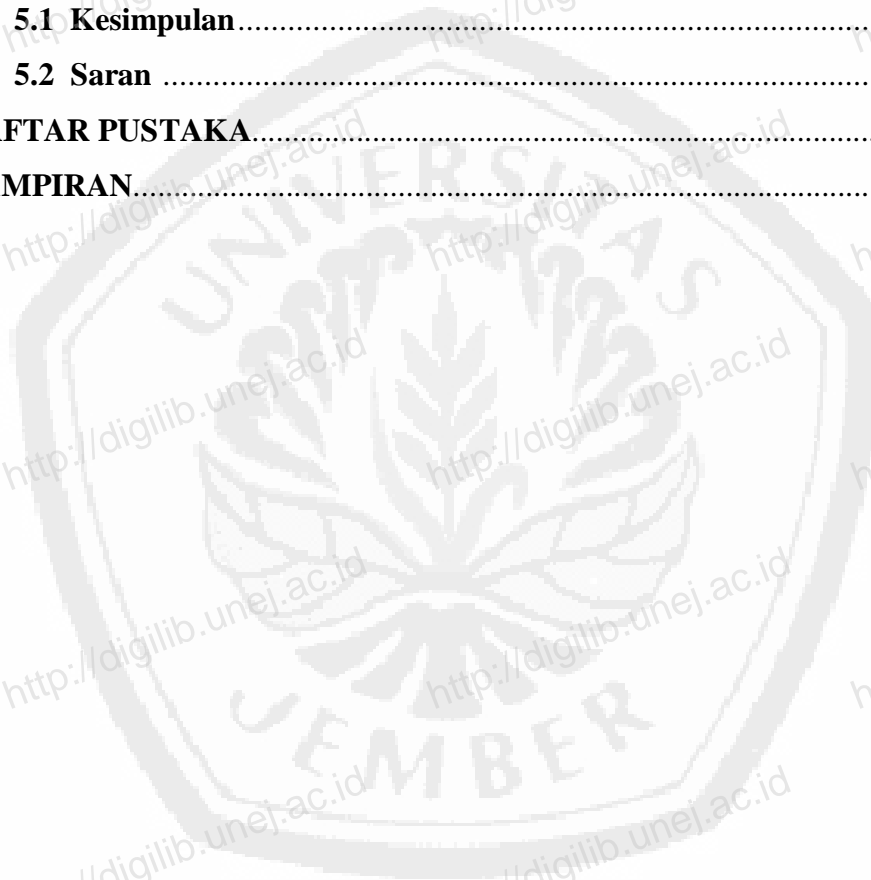 5.1 Kesimpulan........................................................................
5.2 Saran ................................................................................
AFTAR PUSTAKA.....................................................................
MPIRAN...................................................................................
UNIVERSITAS
JEMBER
http://digilib.unej.ac.id
http://digilib.unej.ac.id
http://digilib.unej.ac.id
http://digilib.unej.ac.id
http://digilib.unej.ac.id
http://digilib.unej.ac.id
http://digilib.unej.ac.id
http://digilib.unej.ac.id